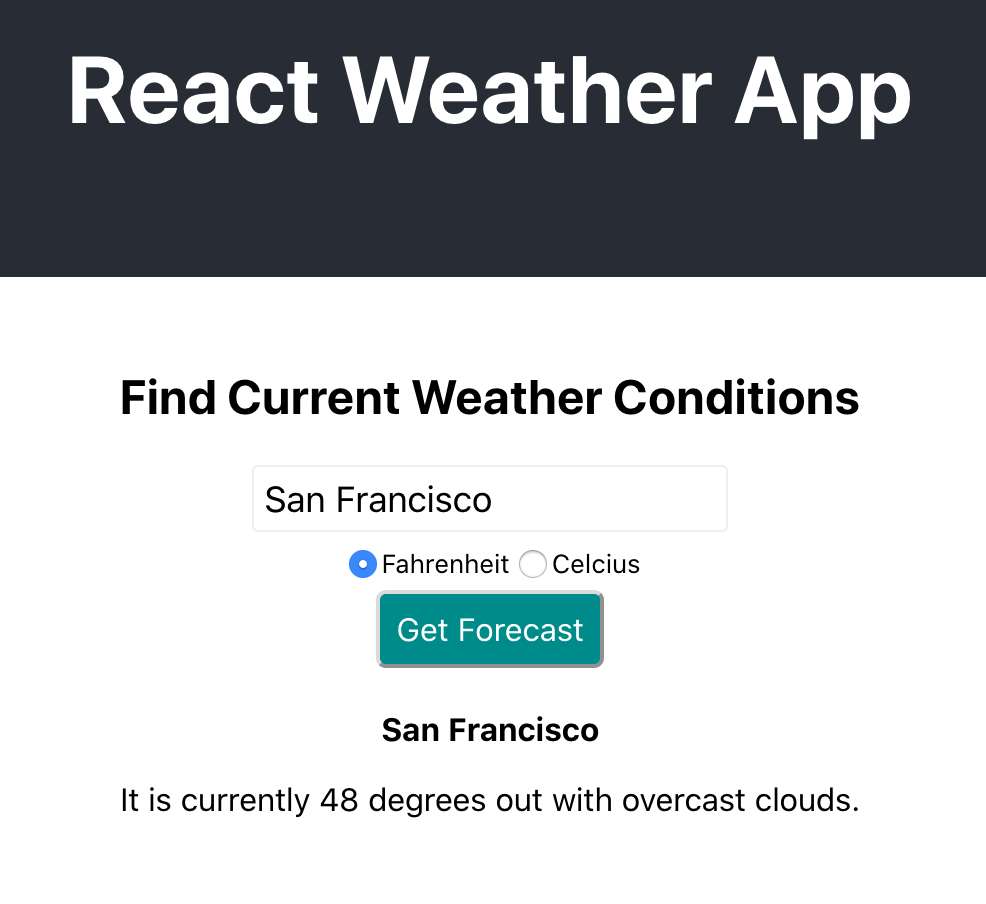 React Weather App
Find Current Weather Conditions
San Francisco
Fahrenheit Celcius
Get Forecast
San Francisco
It is currently 48 degrees out with overcast clouds.